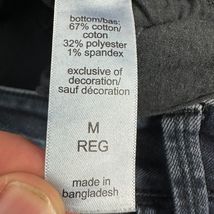 bottom/bas:
67% cotton/
coton
32% polyester
1% spandex
exclusive of
decoration/
sauf décoration
M
REG
made in
bangladesh